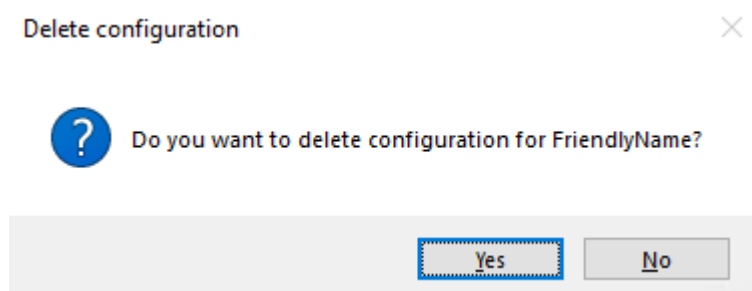 Delete configuration
Do you want to delete configuration for FriendlyName?
Yes
No